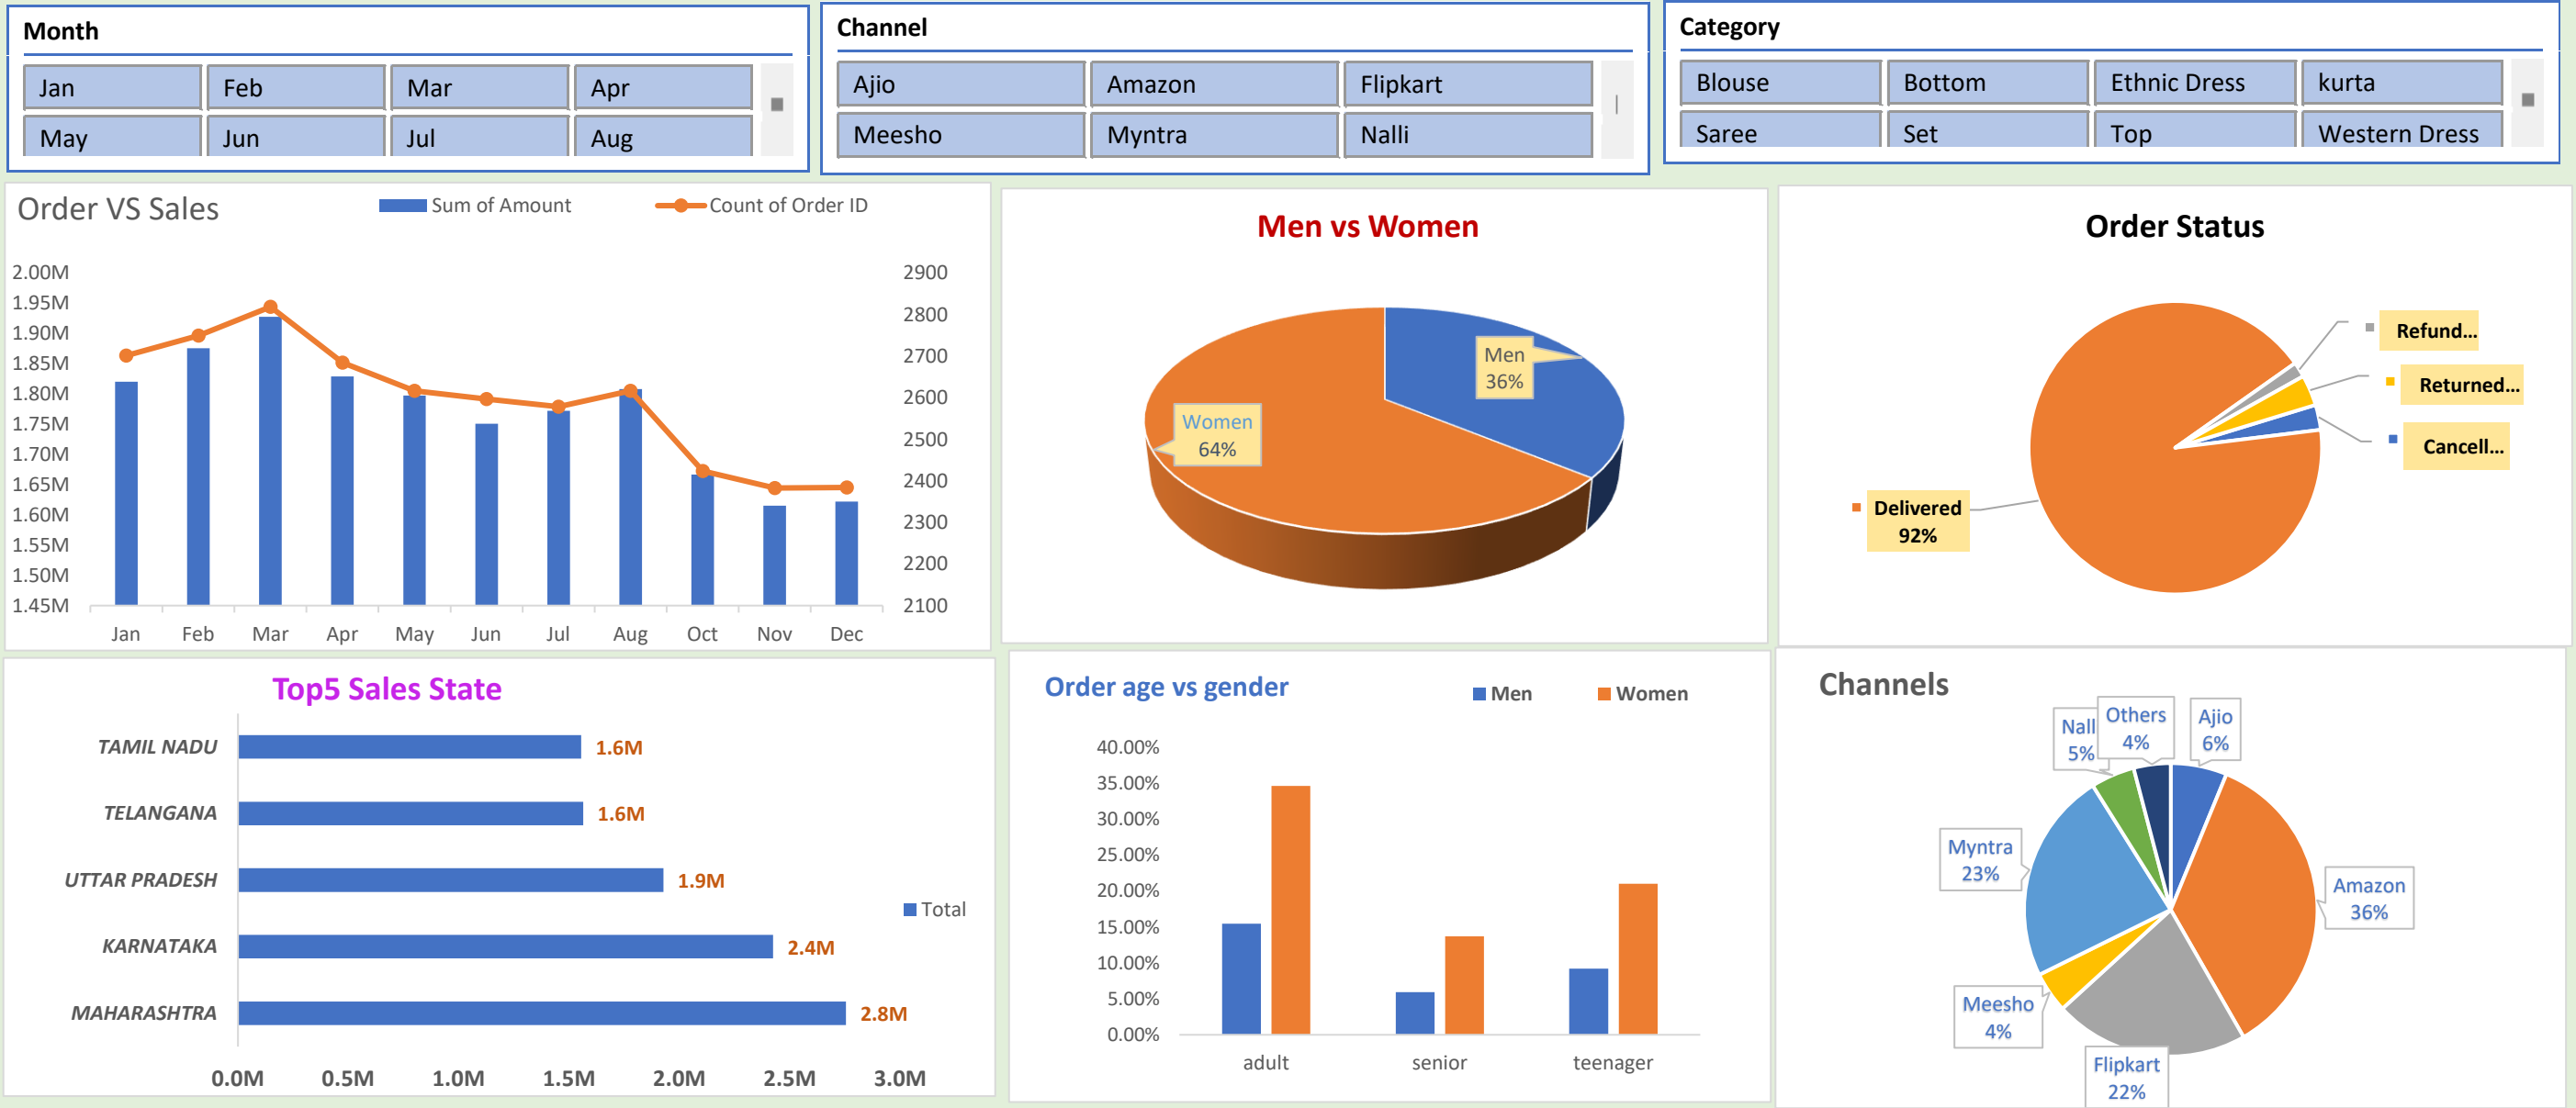 Month
Jan
Feb
Mar
Apr
May
Jun
Jul
Aug
Channel
Ajio
Amazon
Flipkart
Meesho
Myntra
Nalli
Category
Blouse
Bottom
Ethnic Dress
kurta
Saree
Set
Top
Western Dress
Order VS Sales
Sum of Amount
Count of Order ID
2.00M
1.95M
1.90M
1.85M
1.80M
1.75M
1.70M
1.65M
1.60M
1.55M
1.50M
1.45M
2900
2800
2700
2600
2500
2400
2300
2200
2100
Jan
Feb
Mar
Apr
May
Jun
Jul
Aug
Oct
Nov
Dec
Men vs Women
Men
36%
Women
64%
Order Status
Refund...
Returned...
Cancell...
Delivered
92%
Top5 Sales State
TAMIL NADU
1.6M
TELANGANA
1.6M
UTTAR PRADESH
1.9M
KARNATAKA
2.4M
MAHARASHTRA
2.8M
Total
0.0M
0.5M
1.0M
1.5M
2.0M
2.5M
3.0M
Order age vs gender
Men
Women
40.00%
35.00%
30.00%
25.00%
20.00%
15.00%
10.00%
5.00%
0.00%
adult
senior
teenager
Channels
Nall
5%
Others
4%
Ajio
6%
Myntra
23%
Amazon
36%
Meesho
4%
Flipkart
22%